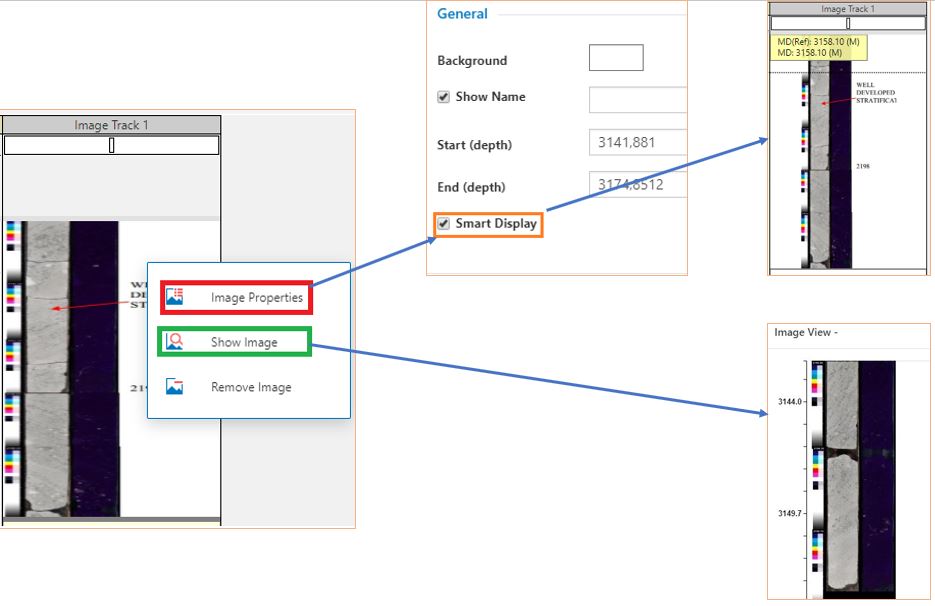 Image Track 1
WE
DE
ST
219
Image Properties
Show Image
Remove Image
General
Background
Show Name
Start (depth)
3141,881
End (depth)
3174,8512
Smart Display
Image Track 1
MD(Ref): 3158.10 (M)
MD: 3158.10 (M)
WELL
DEVELOPED
STRATIFICAT
2198
Image View -
3144.0
3149.7